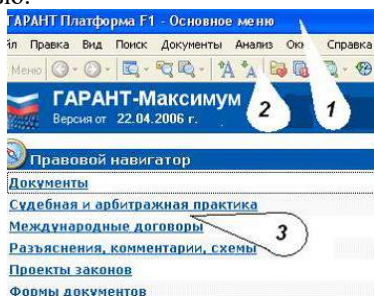 ю.
ГАРАНТ Платформа F1 - Основное меню
йл Правка Вид Поиск Документы Анализ Окн Справка
Меню
1
2
ГАРАНТ-Максимум
Версия от 22.04.2006 г.
Правовой навигатор
Документы
Судебная и арбитражная практика
Международные договоры
3
Разъяснения, комментарии, схемы
Проекты законов
Формы документов